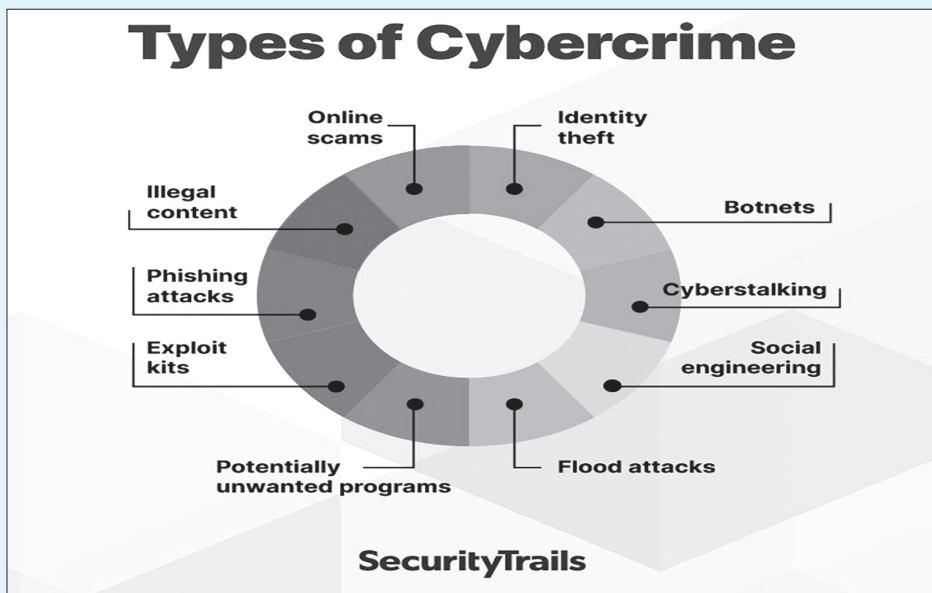 Types of Cybercrime
Online
scams
Identity
theft
Illegal
content
Botnets
Phishing
attacks
Cyberstalking
Exploit
kits
Social
engineering
Potentially
unwanted programs
Flood attacks
SecurityTrails